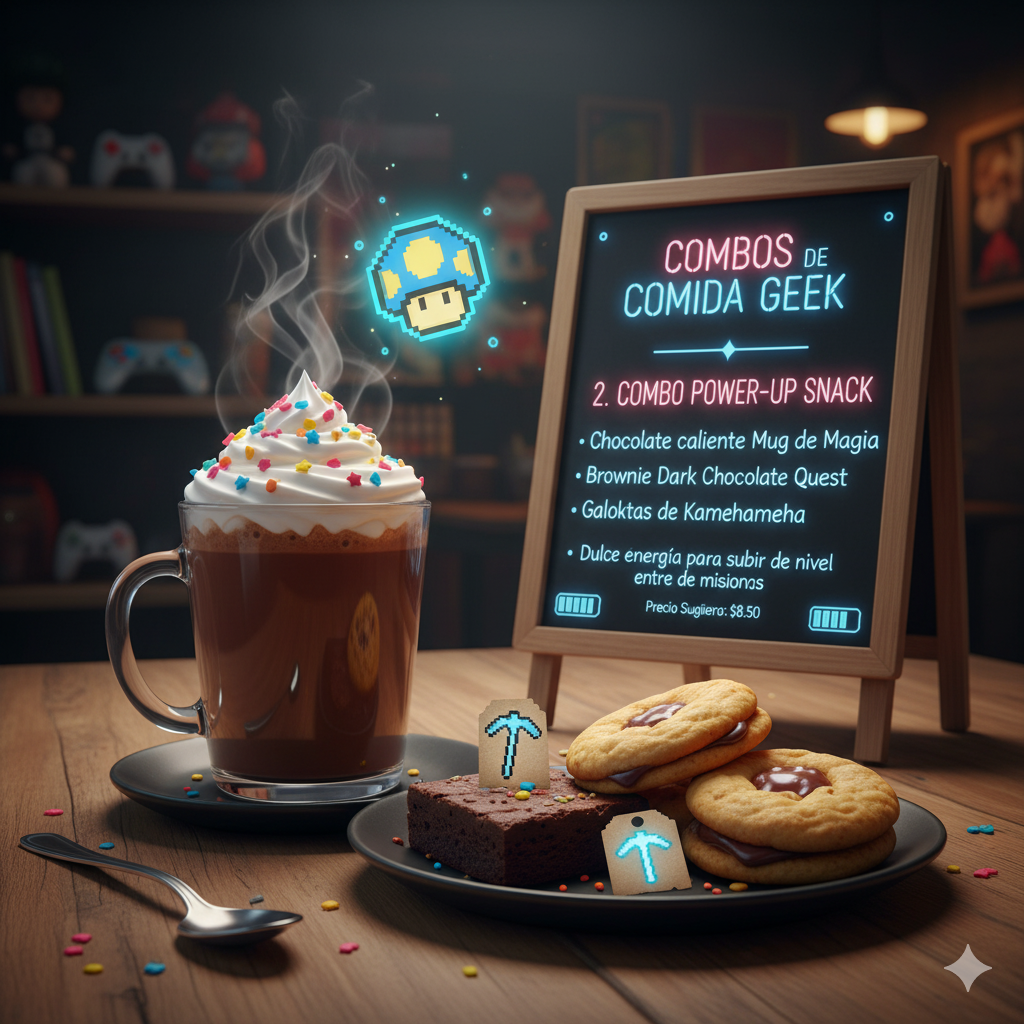 COMBOS DE
COMIDA GEEK
2. COMBO POWER-UP SNACK
• Chocolate caliente Mug de Magia
• Brownie Dark Chocolate Quest
• Galoktas de Kamehameha
• Dulce energía para subir de nivel
entre de misionas
Precio Sugiera: $8.50